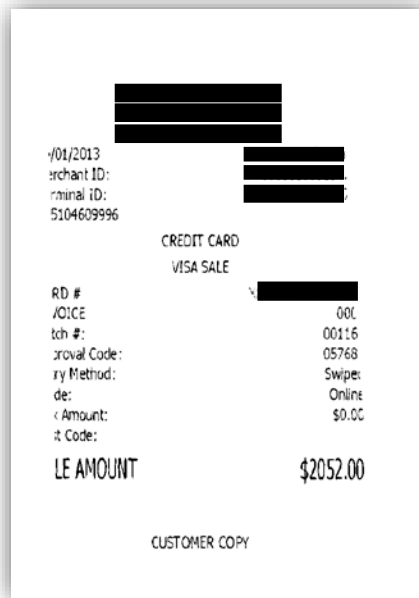 /01/2013
erchant ID:
rminal ID:
5104609996
CREDIT CARD
VISA SALE
RD #
VOICE 000
tch #: 00116
proval Code: 05768
ry Method: Swipe
de: Online
x Amount: $0.00
t Code:
LE AMOUNT $2052.00
CUSTOMER COPY